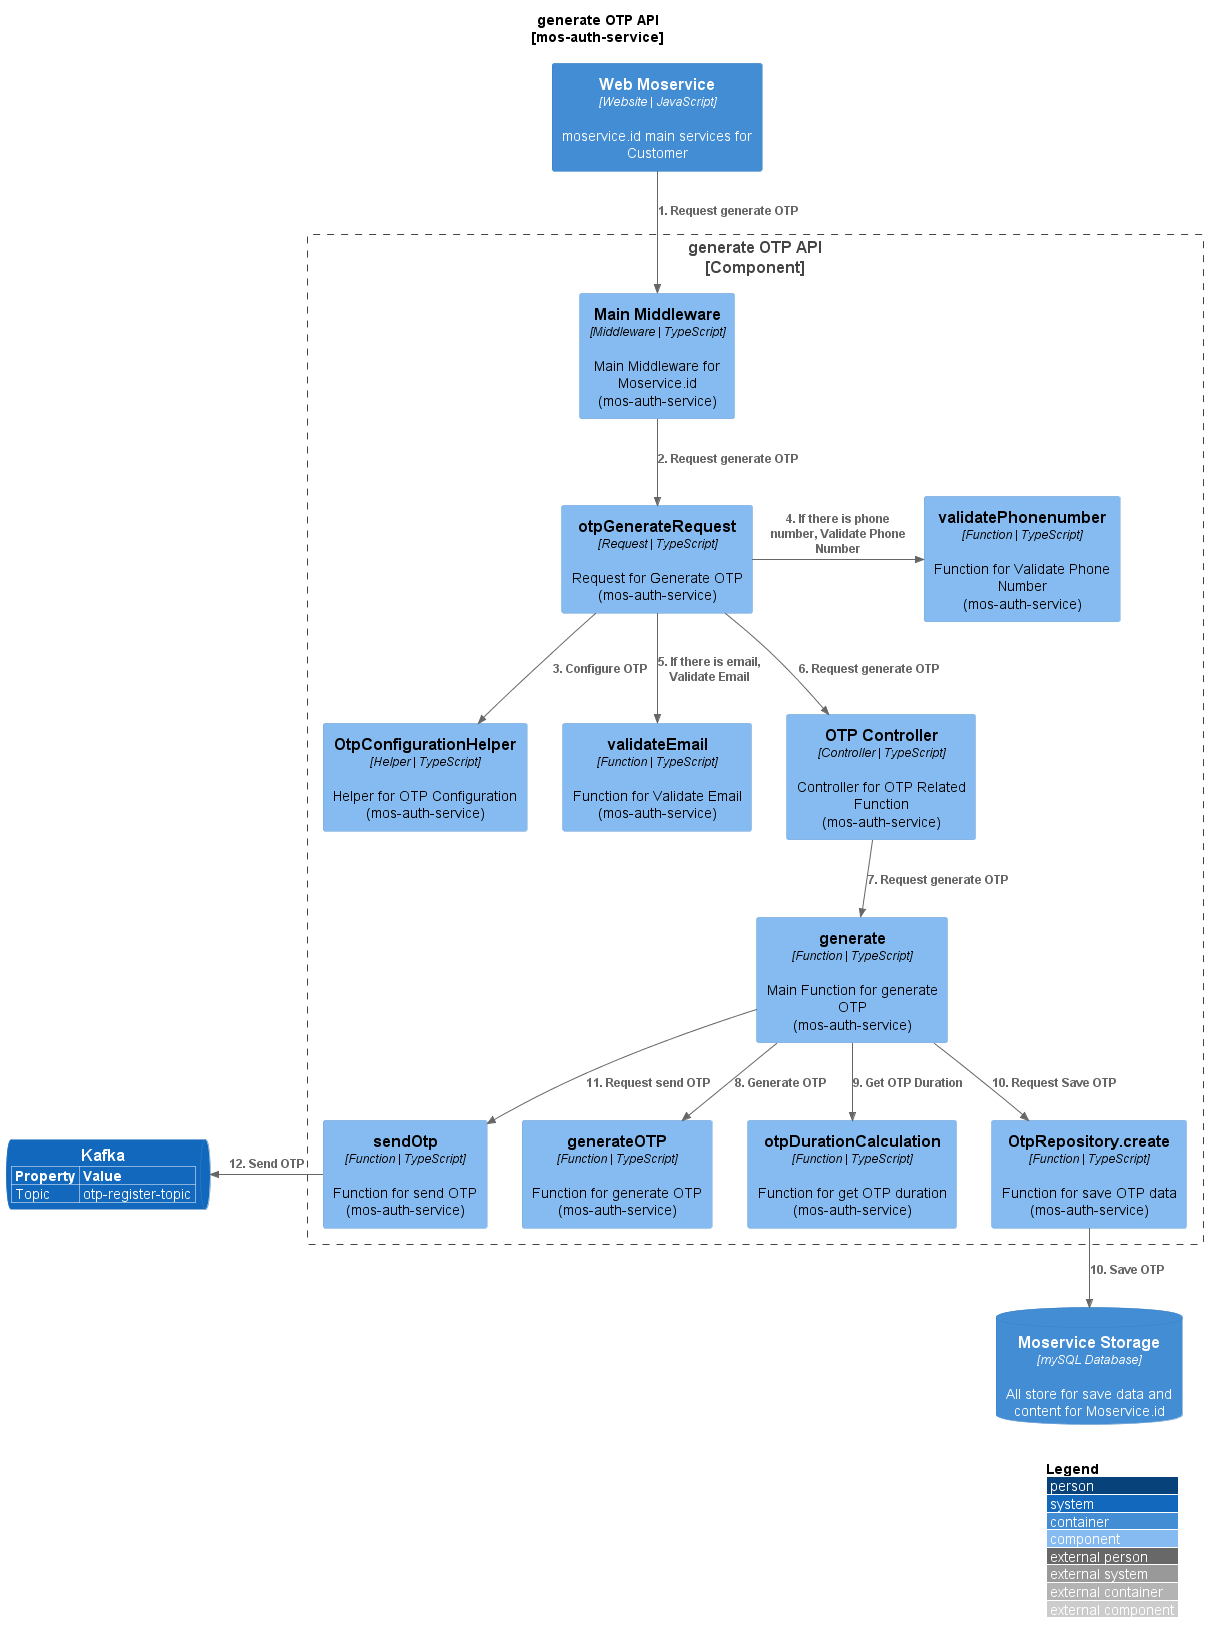 generate OTP API
[mos-auth-service]
Web Moservice
[Website | JavaScript]
moservice.id main services for
Customer
1. Request generate OTP
generate OTP API
[Component]
Main Middleware
[Middleware | TypeScript]
Main Middleware for
Moservice.id
(mos-auth-service)
2. Request generate OTP
otpGenerateRequest
[Request | TypeScript]
Request for Generate OTP
(mos-auth-service)
4. If there is phone
number, Validate Phone
Number
validatePhonenumber
[Function | TypeScript]
Function for Validate Phone
Number
(mos-auth-service)
3. Configure OTP
5. If there is email,
Validate Email
6. Request generate OTP
OtpConfigurationHelper
[Helper | TypeScript]
Helper for OTP Configuration
(mos-auth-service)
validateEmail
[Function | TypeScript]
Function for Validate Email
(mos-auth-service)
OTP Controller
[Controller | TypeScript]
Controller for OTP Related
Function
(mos-auth-service)
7. Request generate OTP
generate
[Function | TypeScript]
Main Function for generate
OTP
(mos-auth-service)
11. Request send OTP
8. Generate OTP
9. Get OTP Duration
10. Request Save OTP
Kafka
Property Value
Topic otp-register-topic
12. Send OTP
sendOtp
[Function | TypeScript]
Function for send OTP
(mos-auth-service)
generateOTP
[Function | TypeScript]
Function for generate OTP
(mos-auth-service)
otpDurationCalculation
[Function | TypeScript]
Function for get OTP duration
(mos-auth-service)
OtpRepository.create
[Function | TypeScript]
Function for save OTP data
(mos-auth-service)
10. Save OTP
Moservice Storage
[mySQL Database]
All store for save data and
content for Moservice.id
Legend
person
system
container
component
external person
external system
external container
external component